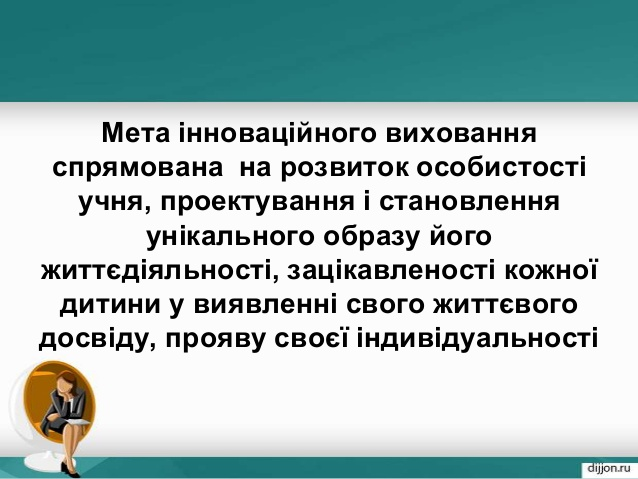 Мета інноваційного виховання
спрямована  на розвиток особистості
учня, проектування і становлення
унікального образу його
життєдіяльності, зацікавленості кожної
дитини у виявленні свого життєвого
досвіду, прояву своєї індивідуальності
dijjon.ru